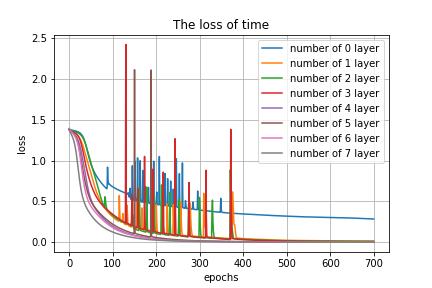 The loss of time
2.5
2.0
1.5
1.0
0.5
0.0
loss
number of 0 layer
number of 1 layer
number of 2 layer
number of 3 layer
number of 4 layer
number of 5 layer
number of 6 layer
number of 7 layer
0 100 200 300 400 500 600 700
epochs